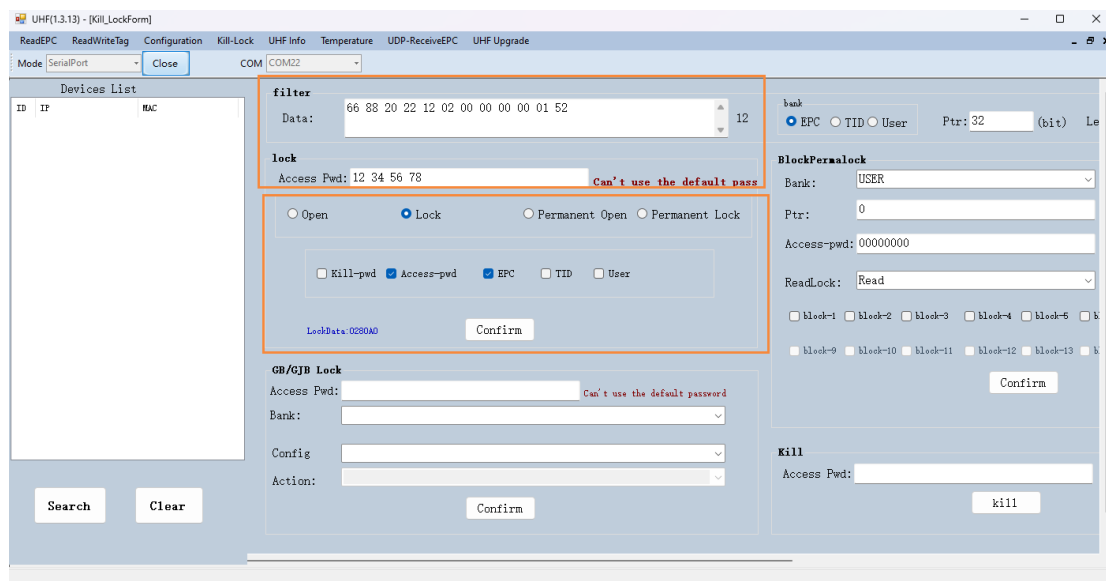 UHF(1.3.13) - [Kill_LockForm]
ReadEPC ReadWriteTag Configuration Kill-Lock UHF Info Temperature UDP-ReceiveEPC UHF Upgrade
Mode SerialPort Close COM COM22
Devices List
ID IP MAC
Search Clear
filter
Data: 66 88 20 22 12 02 00 00 00 00 01 52 12
bank
EPC TID User Ptr: 32 (bit) Le
lock
Access Pwd: 12 34 56 78 Can't use the default pass
Open Lock Permanent Open Permanent Lock
Kill-pwd Access-pwd EPC TID User
LockData:0280A0 Confirm
BlockPermalock
Bank: USER
Ptr: 0
Access-pwd: 00000000
ReadLock: Read
block-1 block-2 block-3 block-4 block-5 b
block-9 block-10 block-11 block-12 block-13 b
Confirm
GB/GJB Lock
Access Pwd: Can't use the default password
Bank:
Config
Action:
Confirm
Kill
Access Pwd:
kill